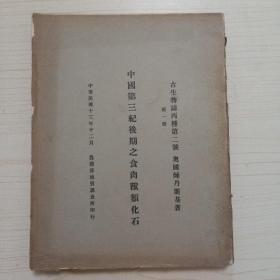 古生物誌丙種第二號 奧國師丹斯基著
第一冊
中國第三紀後期之食肉獸類化石
中華民國十三年十二月 農商部地質調查所印行